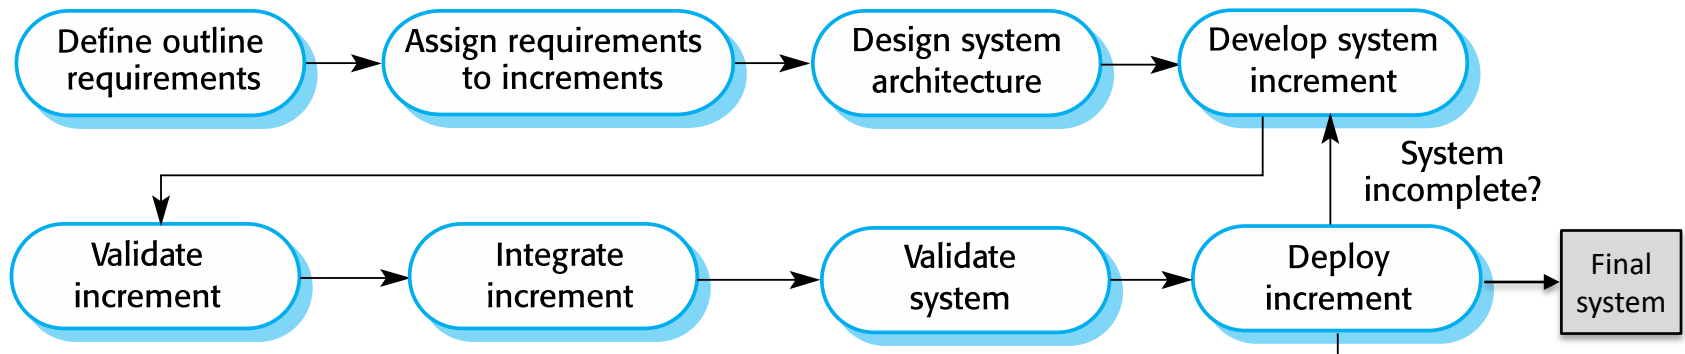 Define outline
requirements
Assign requirements
to increments
Design system
architecture
Develop system
increment
System
incomplete?
Validate
increment
Integrate
increment
Validate
system
Deploy
increment
Final
system